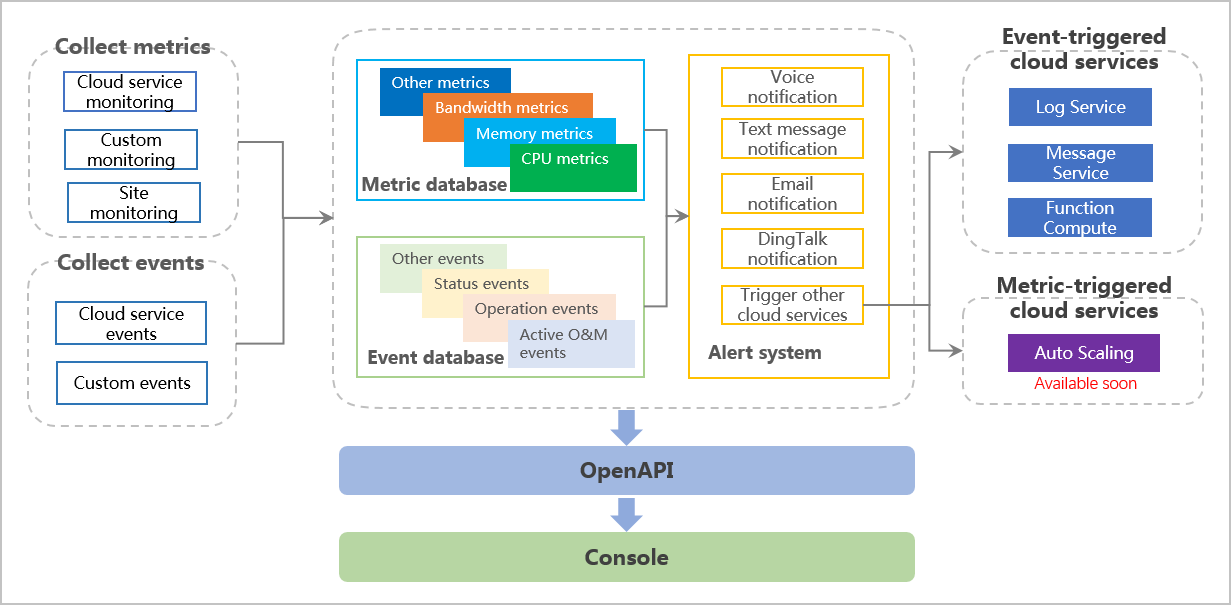 Collect metrics
Cloud service
monitoring
Custom
monitoring
Site
monitoring
Collect events
Cloud service
events
Custom events
Other metrics
Bandwidth metrics
Memory metrics
CPU metrics
Metric database
Other events
Status events
Operation events
Active O&M
events
Event database
Voice
notification
Text message
notification
Email
notification
DingTalk
notification
Trigger other
cloud services
Alert system
Event-triggered
cloud services
Log Service
Message
Service
Function
Compute
Metric-triggered
cloud services
Auto Scaling
Available soon
OpenAPI
Console